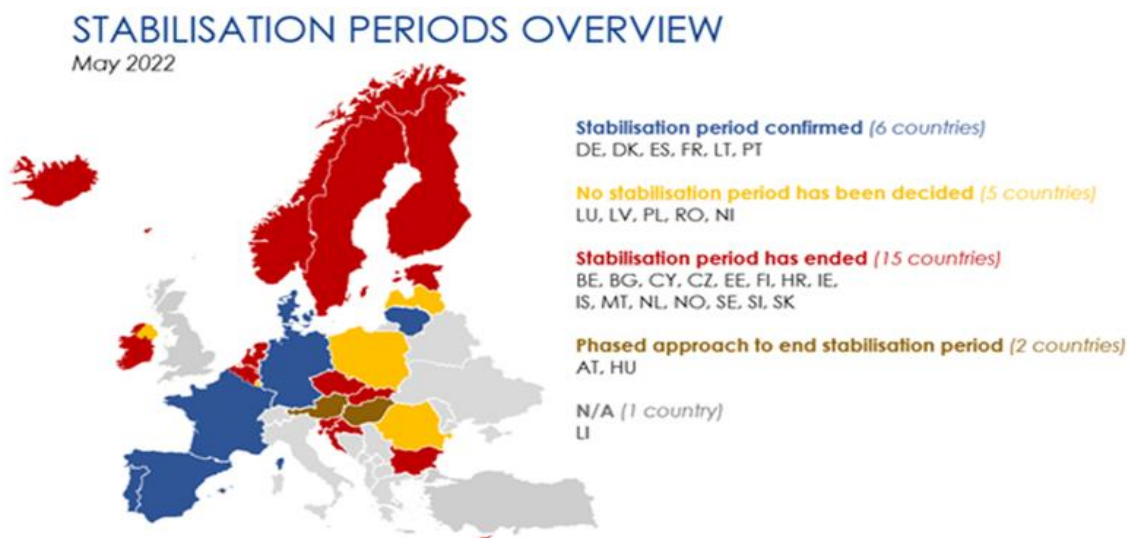 STABILISATION PERIODS OVERVIEW
May 2022
Stabilisation period confirmed (6 countries)
DE, DK, ES, FR, LT, PT
No stabilisation period has been decided (5 countries)
LU, LV, PL, RO, NI
Stabilisation period has ended (15 countries)
BE, BG, CY, CZ, EE, FI, HR, IE,
IS, MT, NL, NO, SE, SI, SK
Phased approach to end stabilisation period (2 countries)
AT, HU
N/A (1 country)
LI